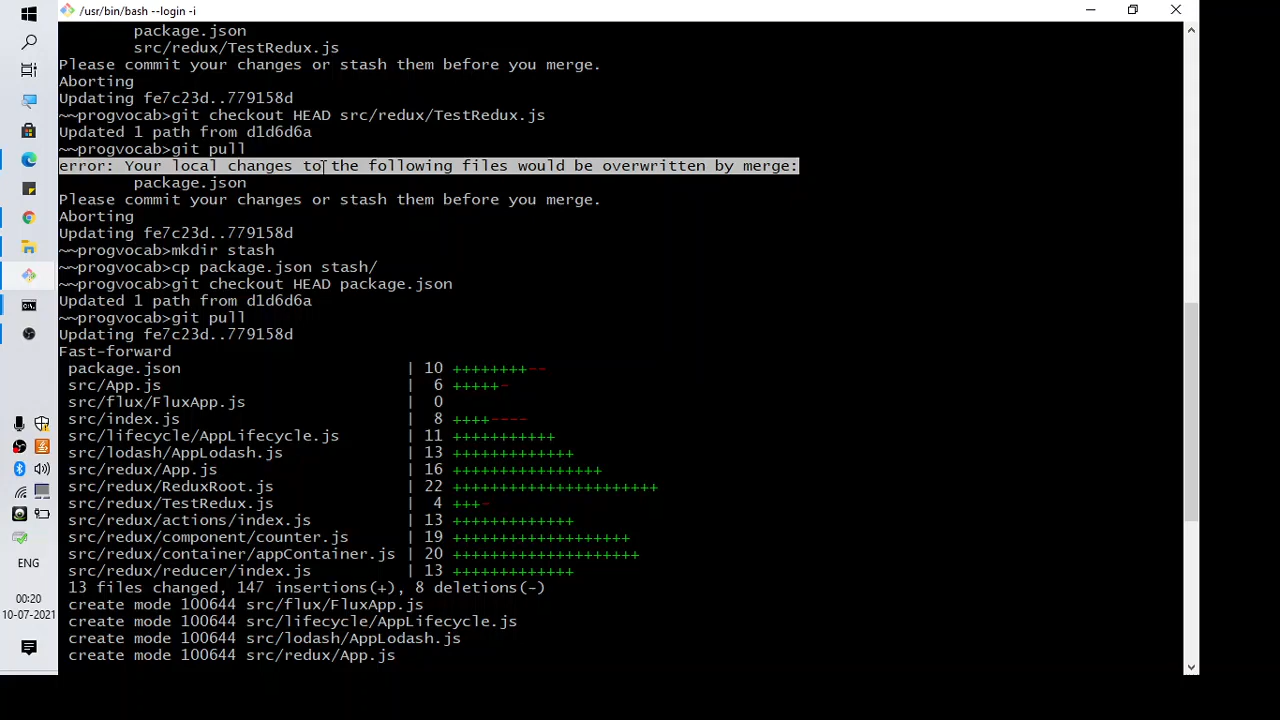 /usr/bin/bash --login -i
package.json
src/redux/TestRedux.js
Please commit your changes or stash them before you merge.
Aborting
Updating fe7c23d..779158d
~~progvocab>git checkout HEAD src/redux/TestRedux.js
Updated 1 path from d1d6d6a
~~progvocab>git pull
error: Your local changes to the following files would be overwritten by merge:
package.json
Please commit your changes or stash them before you merge.
Aborting
Updating fe7c23d..779158d
~~progvocab>mkdir stash
~~progvocab>cp package.json stash/
~~progvocab>git checkout HEAD package.json
Updated 1 path from d1d6d6a
~~progvocab>git pull
Updating fe7c23d..779158d
Fast-forward
package.json | 10 ++++++++--
src/App.js | 6 +++++-
src/flux/FluxApp.js | 0
src/index.js | 8 ++++----
src/lifecycle/AppLifecycle.js | 11 +++++++++++
src/lodash/AppLodash.js | 13 +++++++++++++
src/redux/App.js | 16 ++++++++++++++++
src/redux/ReduxRoot.js | 22 ++++++++++++++++++++++
src/redux/TestRedux.js | 4 +++-
src/redux/actions/index.js | 13 +++++++++++++
src/redux/component/counter.js | 19 +++++++++++++++++++
src/redux/container/appContainer.js | 20 ++++++++++++++++++++
src/redux/reducer/index.js | 13 +++++++++++++
13 files changed, 147 insertions(+), 8 deletions(-)
create mode 100644 src/flux/FluxApp.js
create mode 100644 src/lifecycle/AppLifecycle.js
create mode 100644 src/lodash/AppLodash.js
create mode 100644 src/redux/App.js
ENG
00:20
10-07-2021